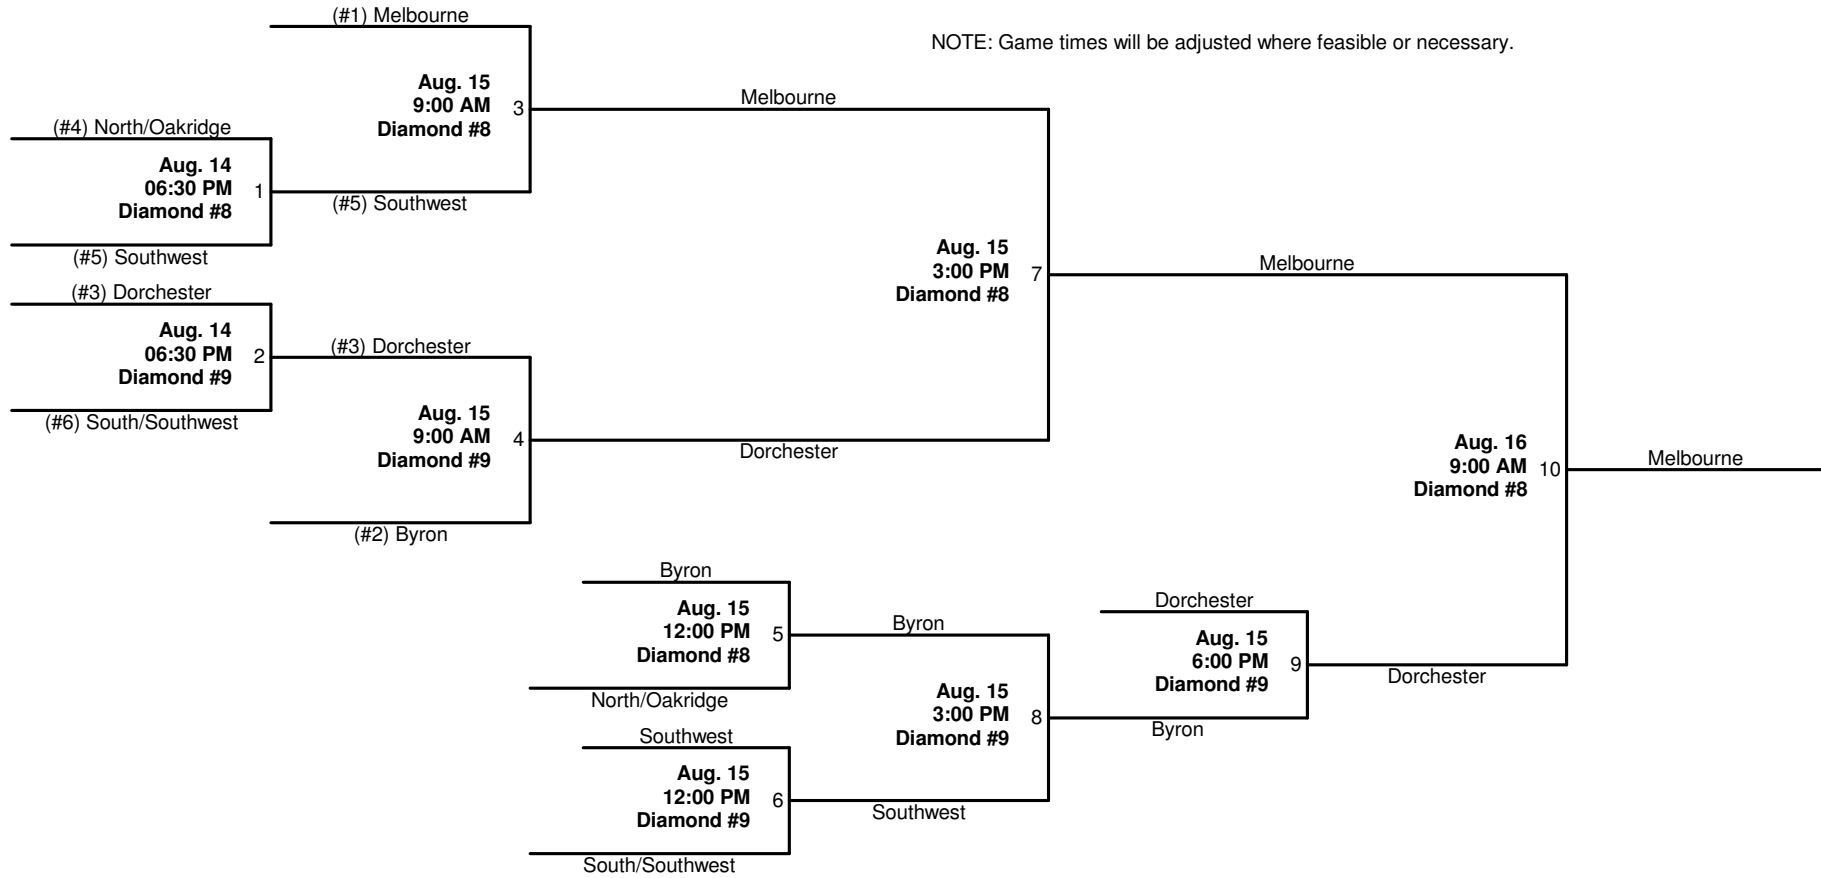 (#1) Melbourne
NOTE: Game times will be adjusted where feasible or necessary.
Aug. 15
9:00 AM
Diamond #8
3
Melbourne
(#4) North/Oakridge
Aug. 14
06:30 PM
Diamond #8
1
(#5) Southwest
(#5) Southwest
Aug. 15
3:00 PM
Diamond #8
7
Melbourne
(#3) Dorchester
Aug. 14
06:30 PM
Diamond #9
2
(#3) Dorchester
(#6) South/Southwest
Aug. 15
9:00 AM
Diamond #9
4
Dorchester
(#2) Byron
Aug. 16
9:00 AM
Diamond #8
10
Melbourne
Byron
Aug. 15
12:00 PM
Diamond #8
5
Byron
North/Oakridge
Dorchester
Aug. 15
6:00 PM
Diamond #9
9
Dorchester
Aug. 15
3:00 PM
Diamond #9
8
Byron
Southwest
Aug. 15
12:00 PM
Diamond #9
6
Southwest
South/Southwest